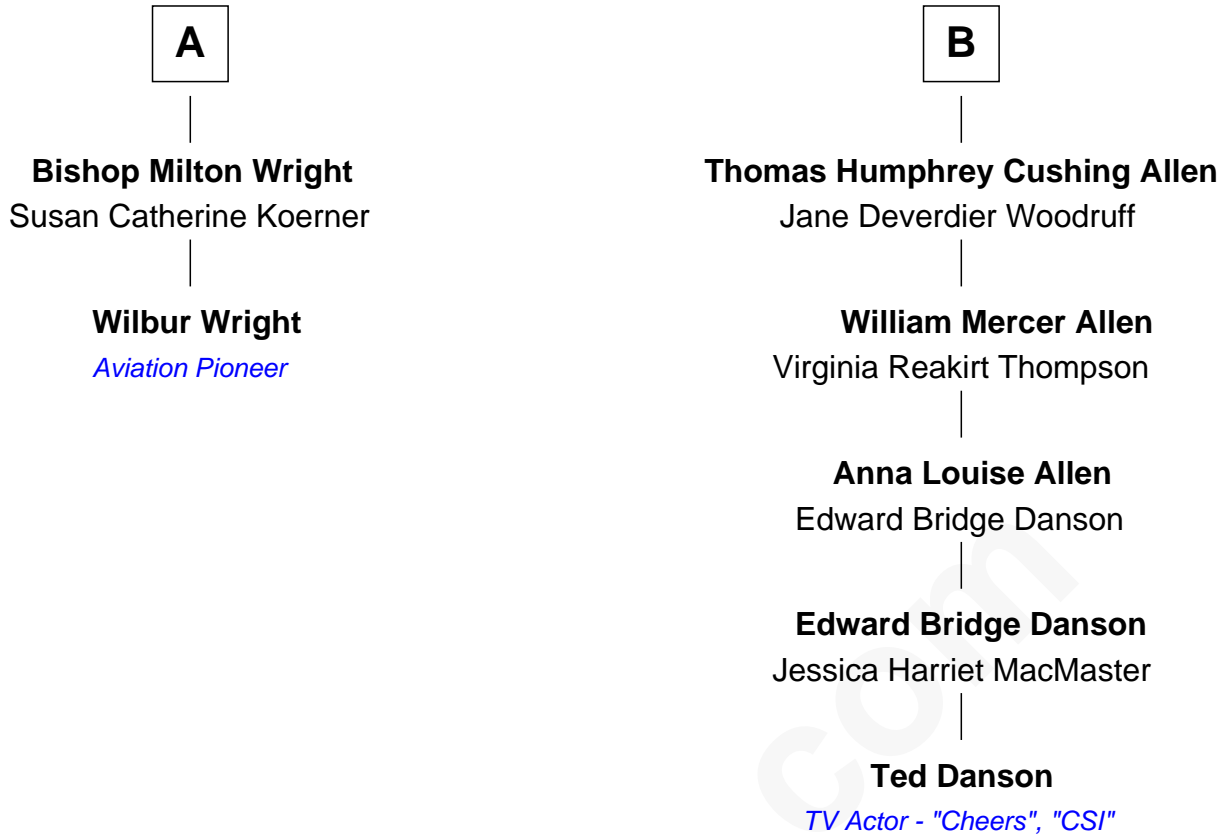 A
Bishop Milton Wright
Susan Catherine Koerner
Wilbur Wright
Aviation Pioneer
B
Thomas Humphrey Cushing Allen
Jane Deverdier Woodruff
William Mercer Allen
Virginia Reakirt Thompson
Anna Louise Allen
Edward Bridge Danson
Edward Bridge Danson
Jessica Harriet MacMaster
Ted Danson
TV Actor - "Cheers", "CSI"
com